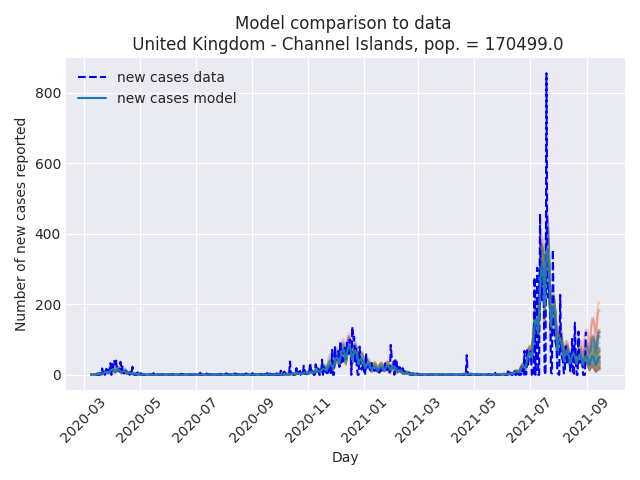 Model comparison to data
United Kingdom - Channel Islands, pop. = 170499.0
new cases data
new cases model
Number of new cases reported
800
600
400
200
0
2020-03
2020-05
2020-07
2020-09
2020-11
2021-01
2021-03
2021-05
2021-07
2021-09
Day